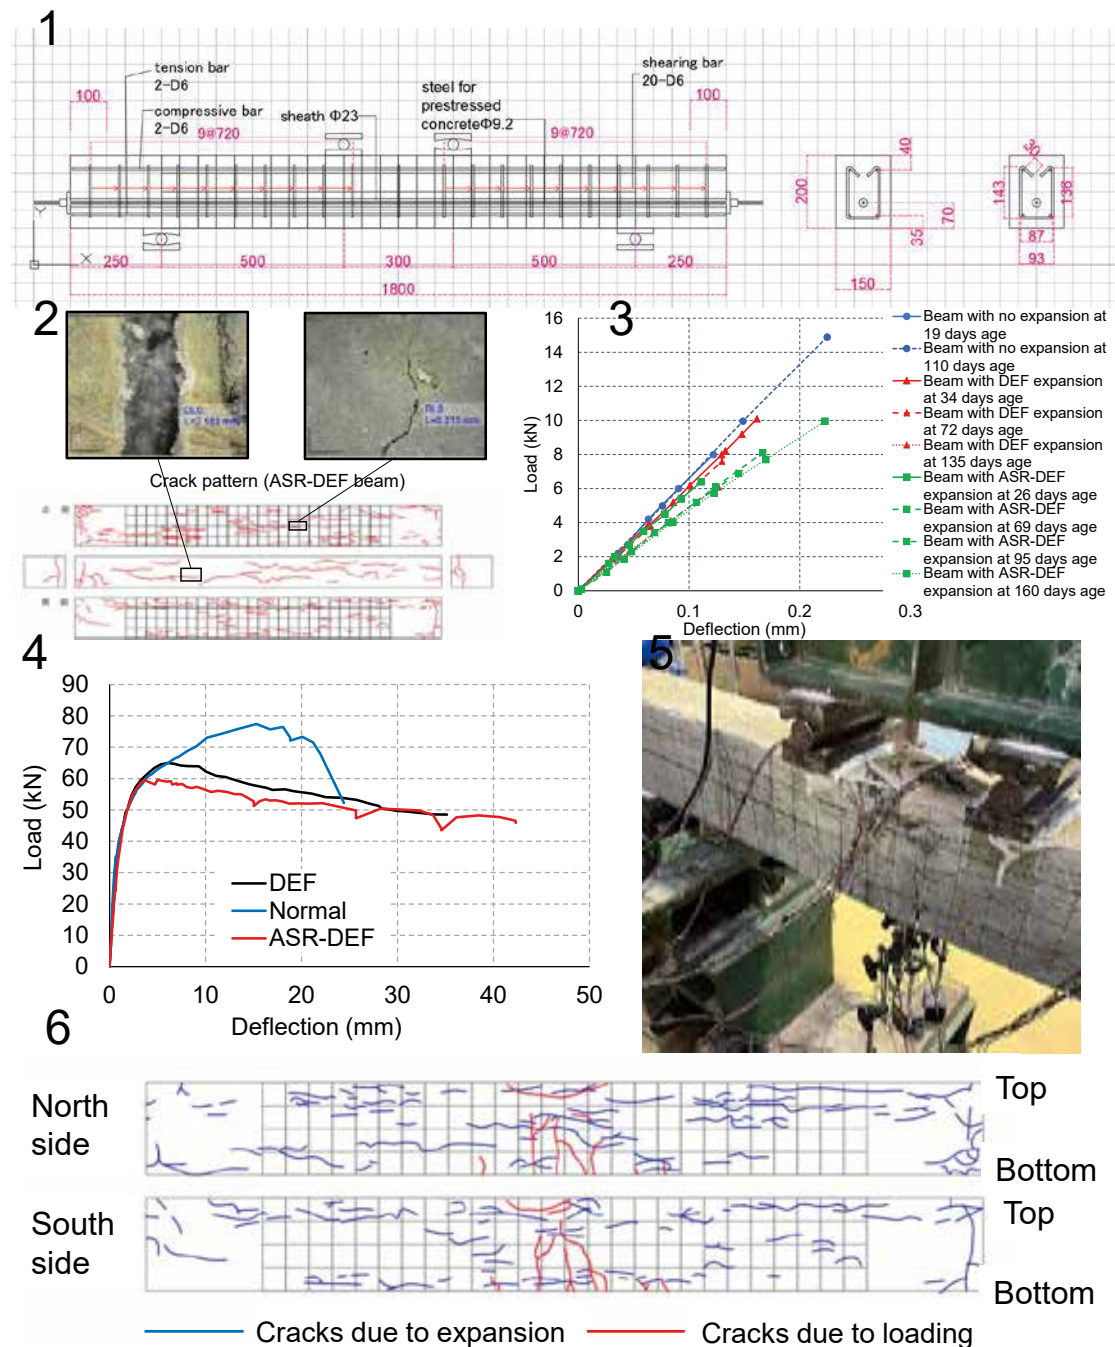 1
tension bar
2-D6
100
compressive bar
2-D6
9@720
sheath Φ23
steel for
prestressed
concreteΦ9.2
shearing bar
20-D6
100
9@720
Y
X
250
500
300
500
250
1800
200
40
70
35
150
30
143
136
87
93
2
Crack pattern (ASR-DEF beam)
3
Load (kN)
16
14
12
10
8
6
4
2
0
0
0.1
0.2
0.3
Deflection (mm)
Beam with no expansion at
19 days age
Beam with no expansion at
110 days age
Beam with DEF expansion
at 34 days age
Beam with DEF expansion
at 72 days age
Beam with DEF expansion
at 135 days age
Beam with ASR-DEF
expansion at 26 days age
Beam with ASR-DEF
expansion at 69 days age
Beam with ASR-DEF
expansion at 95 days age
Beam with ASR-DEF
expansion at 160 days age
4
Load (kN)
90
80
70
60
50
40
30
20
10
0
DEF
Normal
ASR-DEF
0
10
20
30
40
50
Deflection (mm)
5
6
North
side
Top
Bottom
South
side
Top
Bottom
Cracks due to expansion
Cracks due to loading